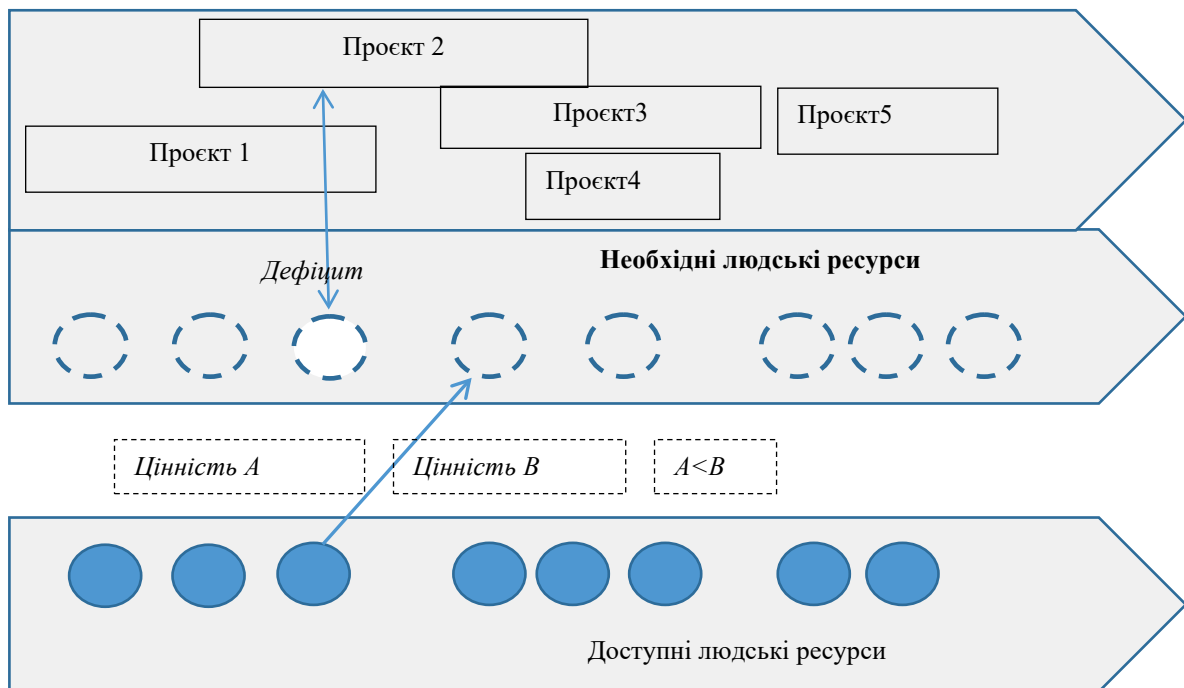 Проєкт 2
Проєкт3
Проєкт5
Проєкт 1
Проєкт4
Необхідні людські ресурси
Дефіцит
Цінність А
Цінність В
А<В
Доступні людські ресурси